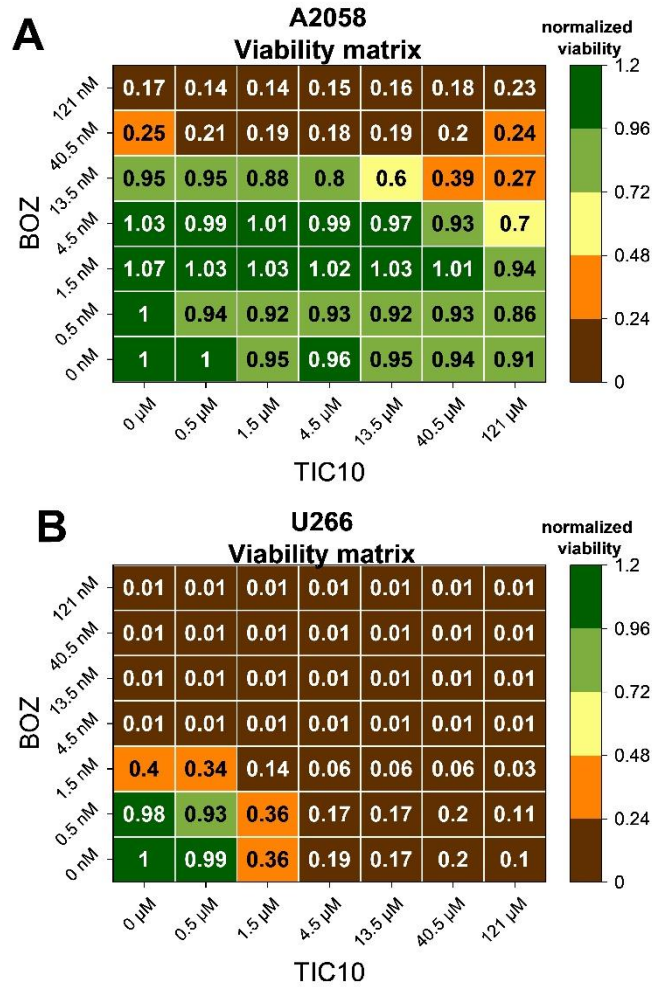 A
A2058
Viability matrix
normalized
viability
121 nM 0.17 0.14 0.14 0.15 0.16 0.18 0.23
40.5 nM 0.25 0.21 0.19 0.18 0.19 0.2 0.24
13.5 nM 0.95 0.95 0.88 0.8 0.6 0.39 0.27
4.5 nM 1.03 0.99 1.01 0.99 0.97 0.93 0.7
1.5 nM 1.07 1.03 1.03 1.02 1.03 1.01 0.94
0.5 nM 1 0.94 0.92 0.93 0.92 0.93 0.86
0 nM 1 1 0.95 0.96 0.95 0.94 0.91
BOZ
0 µM 0.5 µM 1.5 µM 4.5 µM 13.5 µM 40.5 µM 121 µM
TIC10
1.2
0.96
0.72
0.48
0.24
0
B
U266
Viability matrix
normalized
viability
121 nM 0.01 0.01 0.01 0.01 0.01 0.01 0.01
40.5 nM 0.01 0.01 0.01 0.01 0.01 0.01 0.01
13.5 nM 0.01 0.01 0.01 0.01 0.01 0.01 0.01
4.5 nM 0.01 0.01 0.01 0.01 0.01 0.01 0.01
1.5 nM 0.4 0.34 0.14 0.06 0.06 0.06 0.03
0.5 nM 0.98 0.93 0.36 0.17 0.17 0.2 0.11
0 nM 1 0.99 0.36 0.19 0.17 0.2 0.1
BOZ
0 µM 0.5 µM 1.5 µM 4.5 µM 13.5 µM 40.5 µM 121 µM
TIC10
1.2
0.96
0.72
0.48
0.24
0